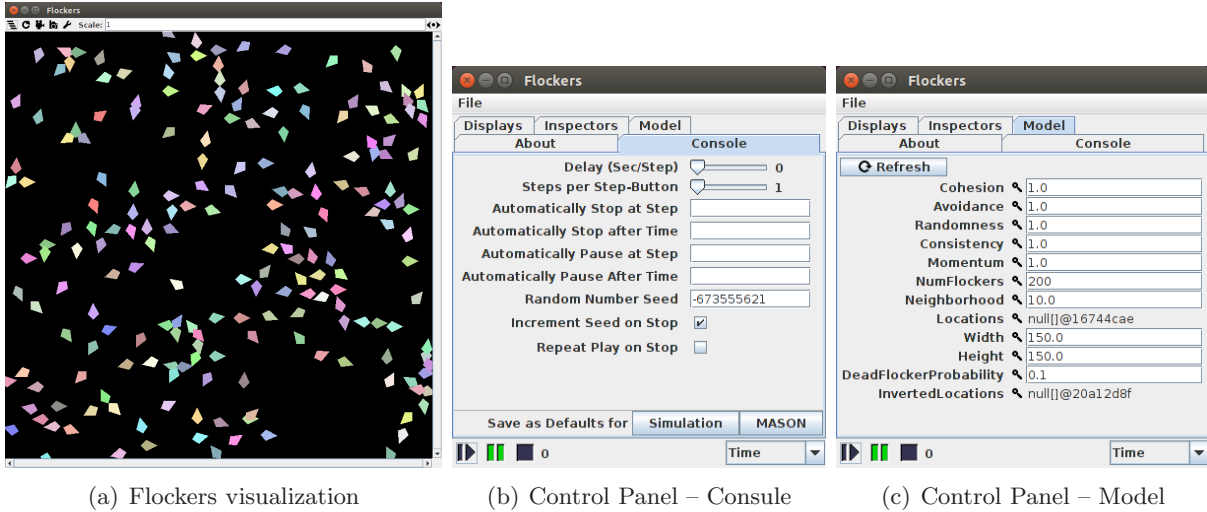 Flockers
Scale: 1
(a) Flockers visualization
Flockers
File
Displays Inspectors Model
About Console
Delay (Sec/Step) 0
Steps per Step-Button 1
Automatically Stop at Step
Automatically Stop after Time
Automatically Pause at Step
Automatically Pause After Time
Random Number Seed -673555621
Increment Seed on Stop
Repeat Play on Stop
Save as Defaults for Simulation MASON
0 Time
(b) Control Panel – Consule
Flockers
File
Displays Inspectors Model
About Console
Refresh
Cohesion 1.0
Avoidance 1.0
Randomness 1.0
Consistency 1.0
Momentum 1.0
NumFlockers 200
Neighborhood 10.0
Locations null[]@16744cae
Width 150.0
Height 150.0
DeadFlockerProbability 0.1
InvertedLocations null[]@20a12d8f
0 Time
(c) Control Panel – Model